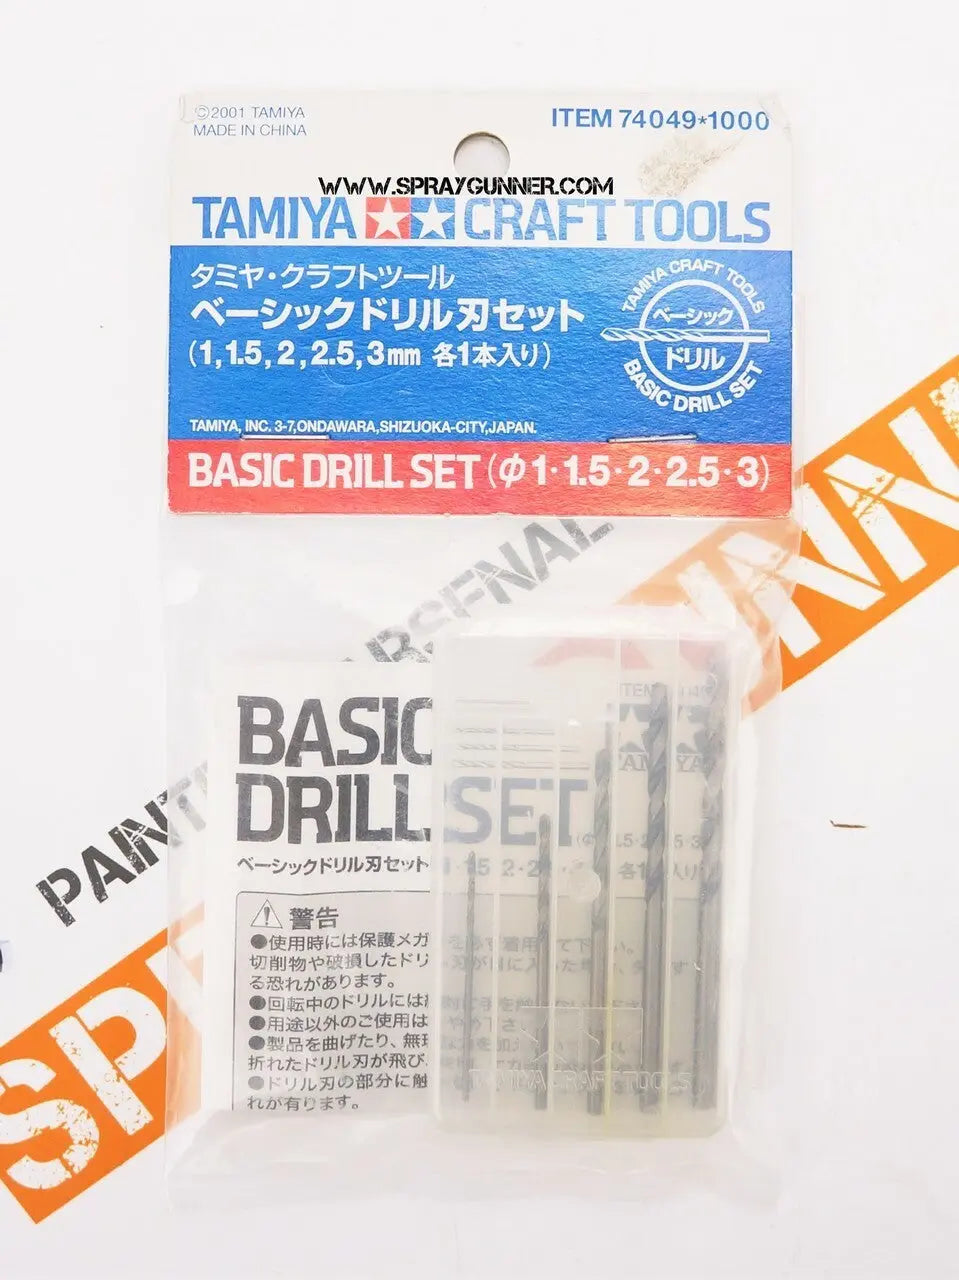 ©2001 TAMIYA
MADE IN CHINA
ITEM 74049*1000
WWW.SPRAYGUNNER.COM
TAMIYA CRAFT TOOLS
タミヤ・クラフトツール
ベーシックドリル刃セット
(1,1.5,2,2.5,3mm 各1本入り)
TAMIYA CRAFT TOOLS
ベーシック
ドリル
BASIC DRILL SET
TAMIYA, INC. 3-7,ONDAWARA,SHIZUOKA-CITY,JAPAN.
BASIC DRILL SET (φ1·1.5·2·2.5·3)
BASIC
DRILL SET
ベーシックドリル刃セット
警告
●使用時には保護メガ
切削物や破損したドリ
る恐れがあります。
●回転中のドリルには
●用途以外のご使用は
●製品を曲げたり、無理
折れたドリル刃が飛び
●ドリル刃の部分に触
れが有ります。
TAMIYA CRAFT TOOLS
PAINT